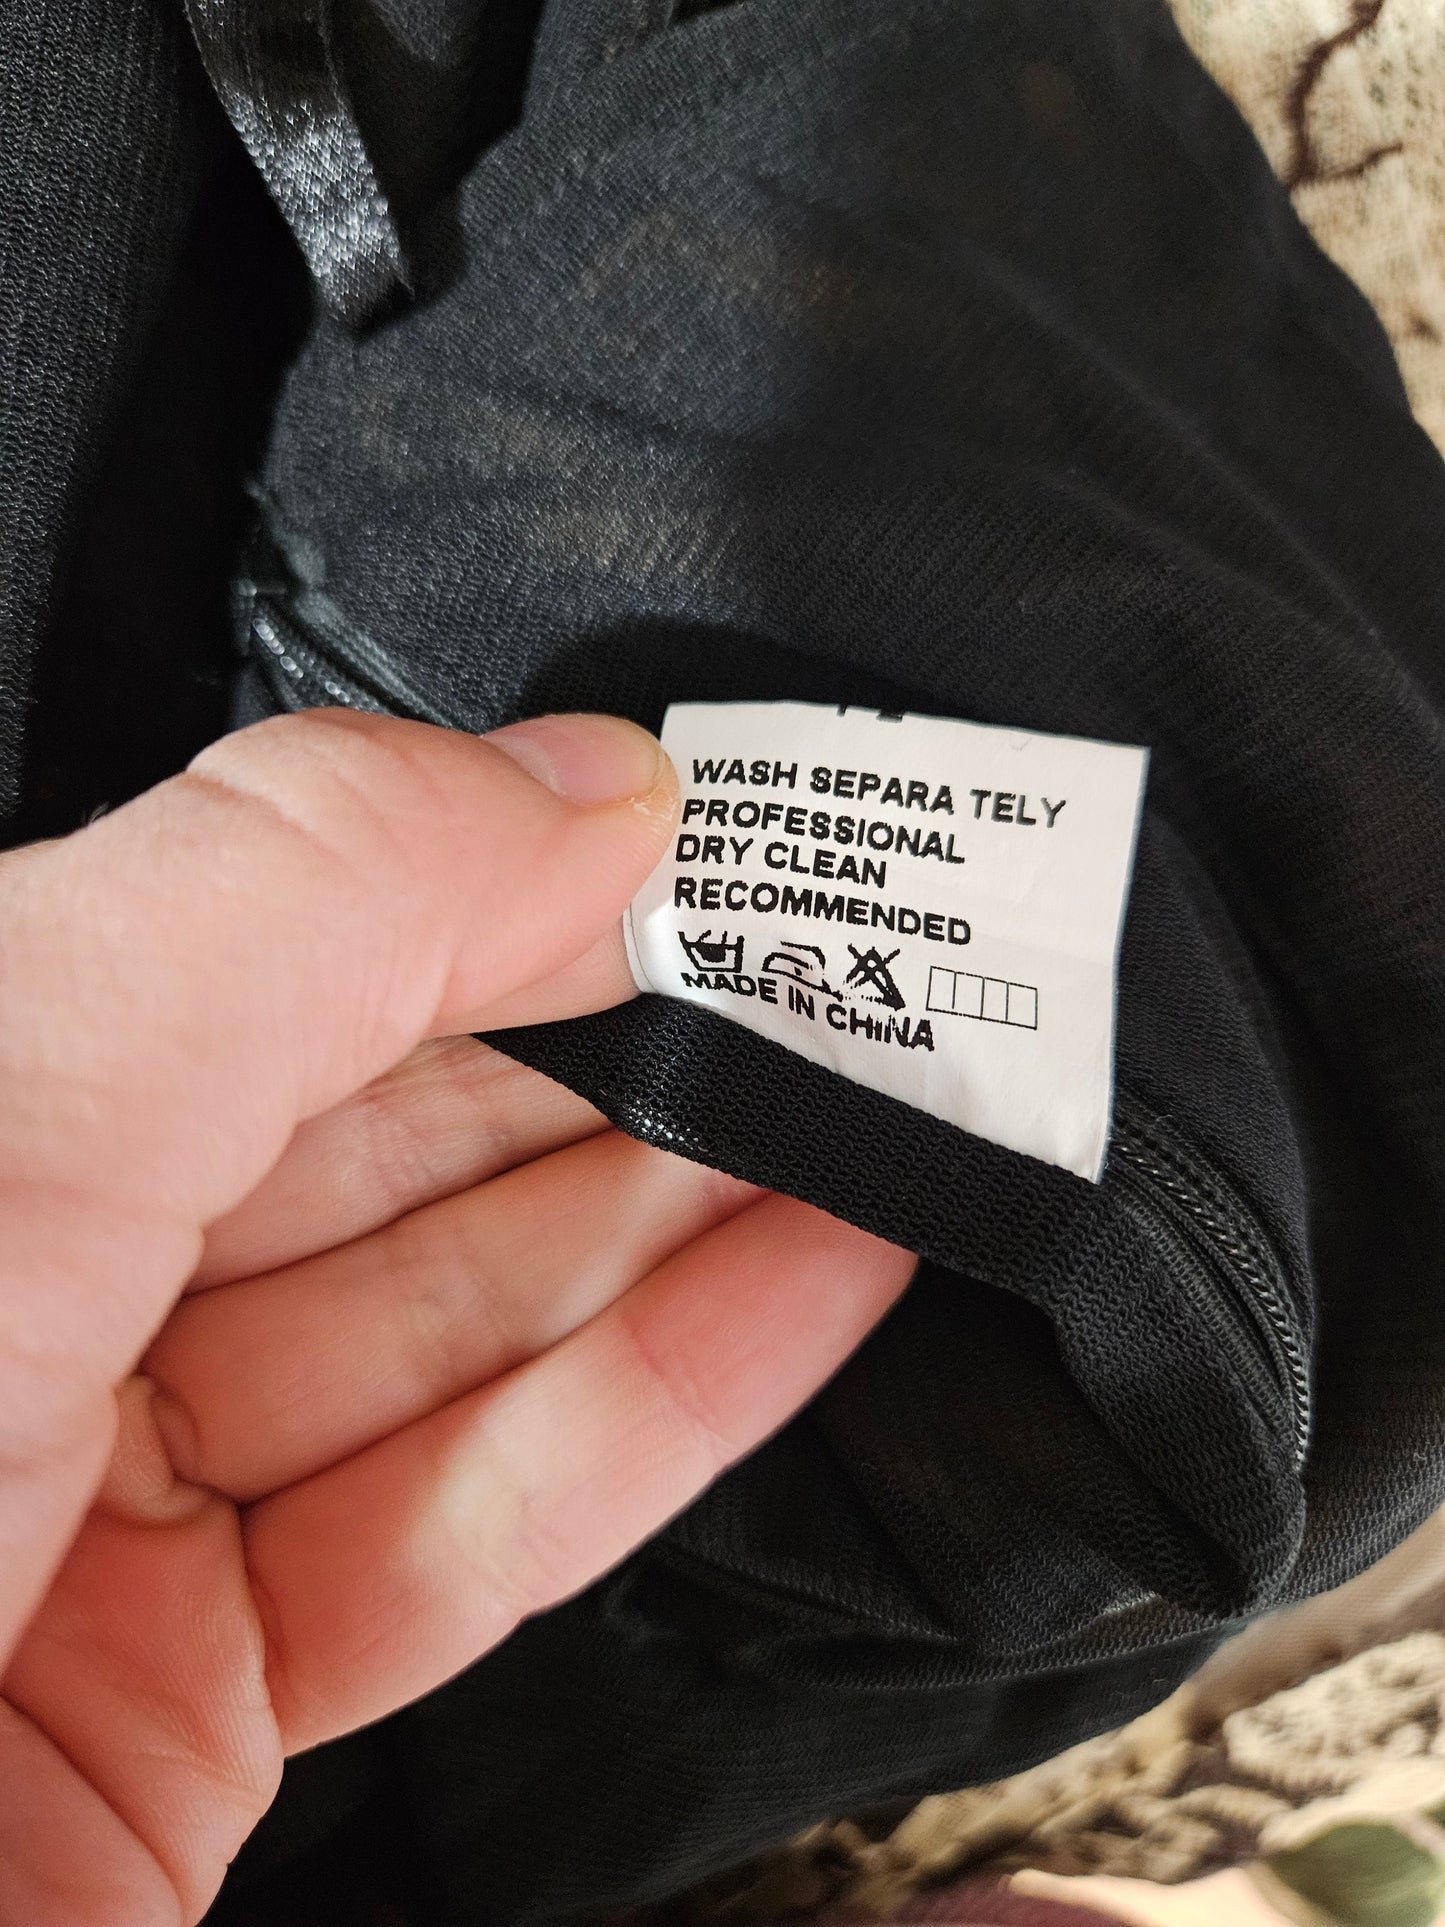 WASH SEPARA TELY
PROFESSIONAL
DRY CLEAN
RECOMMENDED
MADE IN CHINA